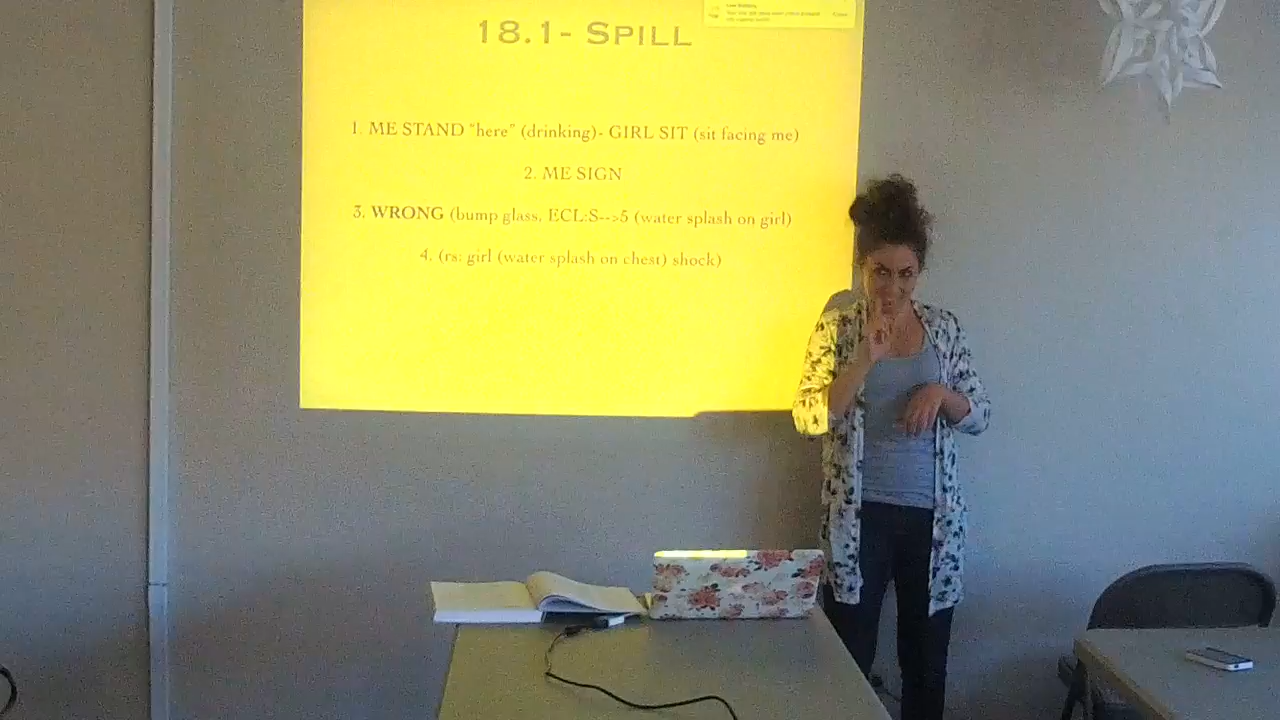 18.1- SPILL
1. ME STAND "here" (drinking)- GIRL SIT (sit facing me)
2. ME SIGN
3. WRONG (bump glass, ECL:S-->5 (water splash on girl)
4. (rs: girl (water splash on chest) shock)